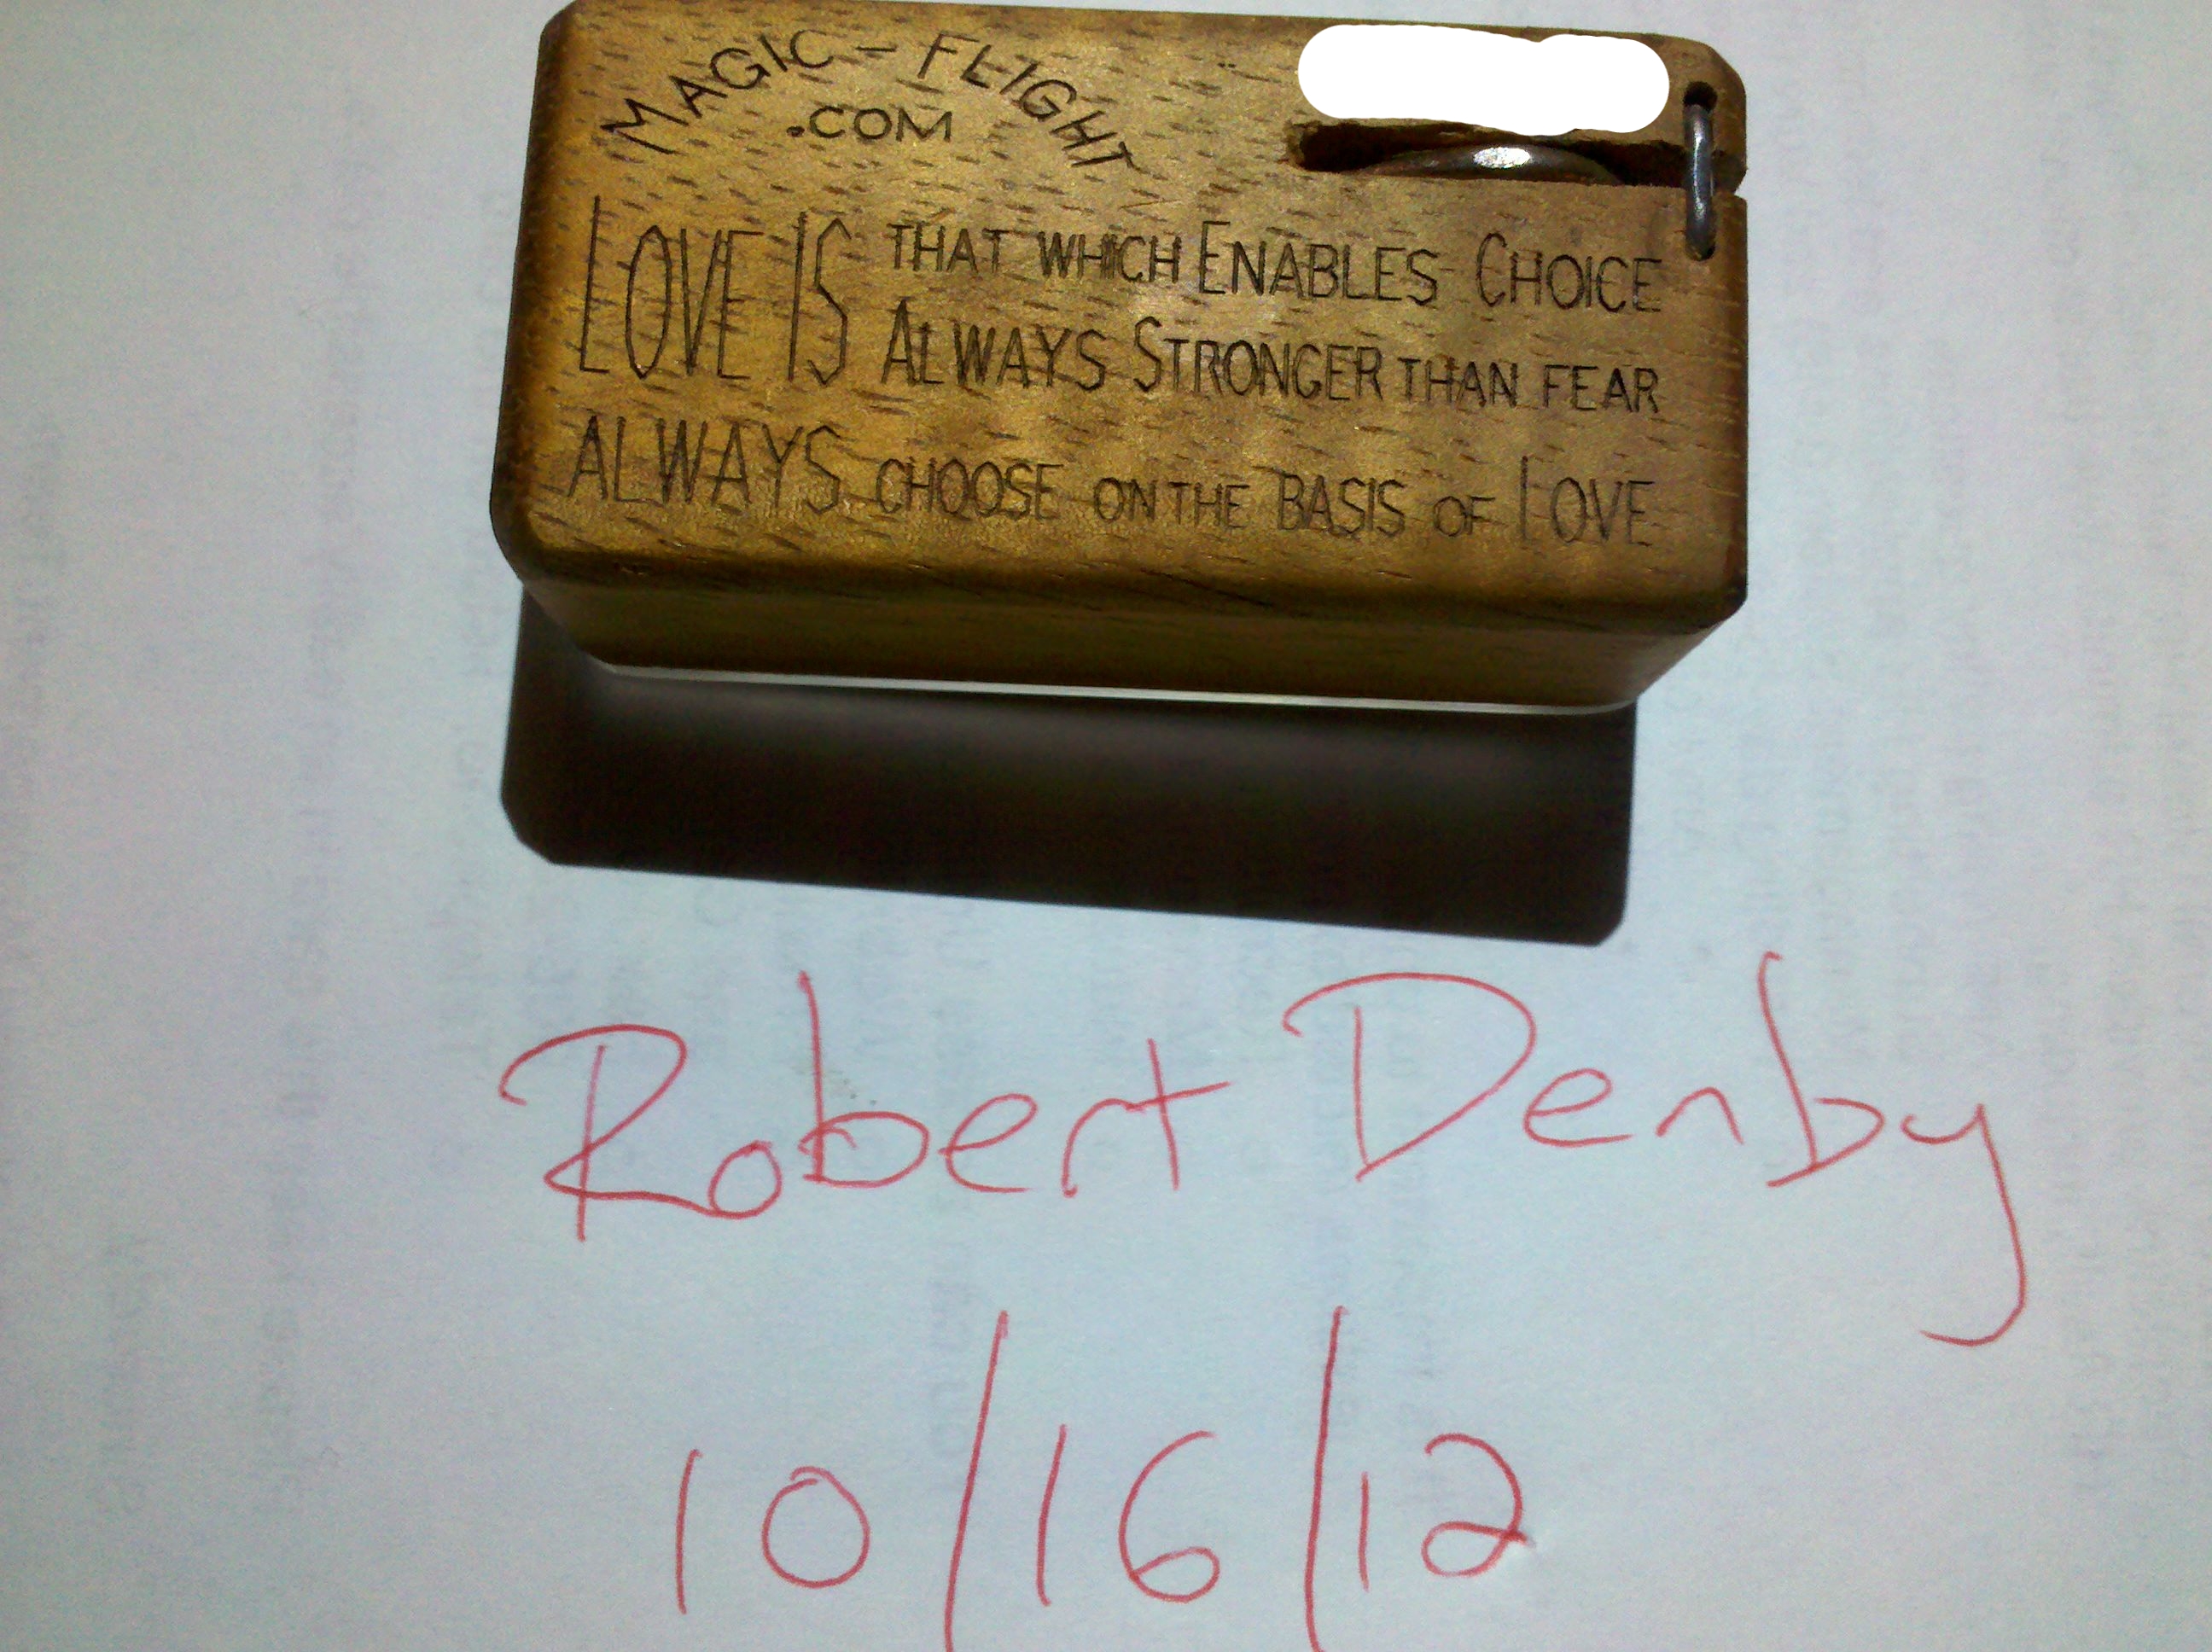 MAGIC-FLIGHT
.COM
LOVE IS THAT WHICH ENABLES CHOICE
ALWAYS STRONGER THAN FEAR
ALWAYS CHOOSE ON THE BASIS OF LOVE
Robert Denby
10/16/12